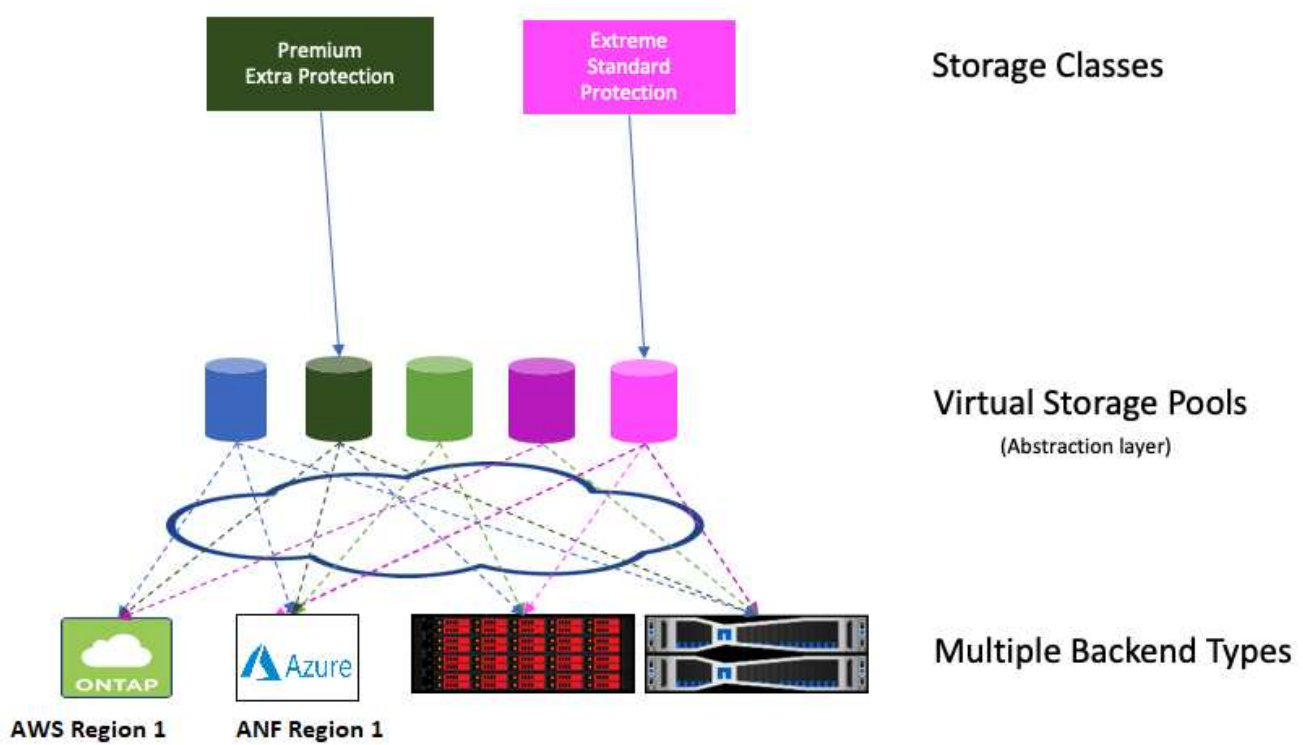 Premium
Extra Protection
Extreme
Standard
Protection
Storage Classes
Virtual Storage Pools
(Abstraction layer)
ONTAP
Azure
Multiple Backend Types
AWS Region 1
ANF Region 1